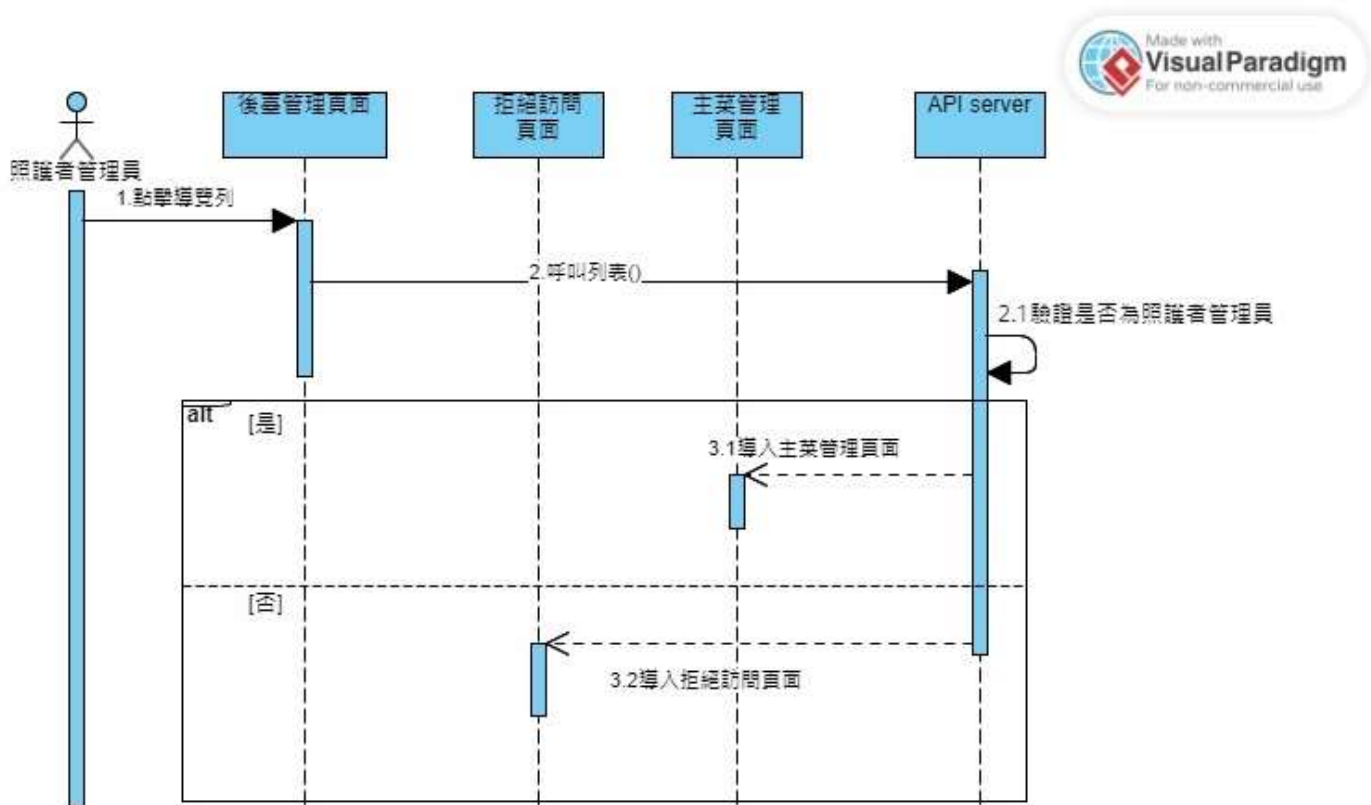 Made with
Visual Paradigm
For non-commercial use
後臺管理頁面
拒絕訪問
頁面
主菜管理
頁面
API server
照護者管理員
1.點擊導覽列
2.呼叫列表()
2.1驗證是否為照護者管理員
alt
[是]
3.1導入主菜管理頁面
[否]
3.2導入拒絕訪問頁面